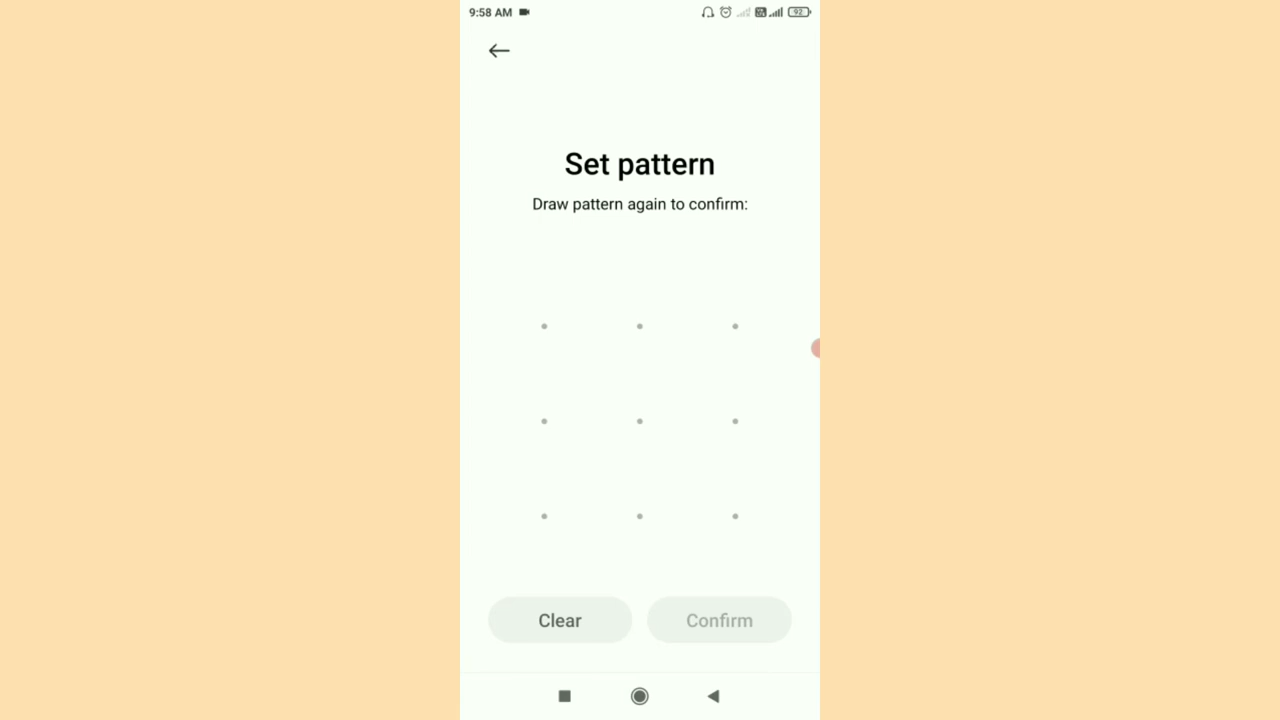 9:58 AM
92
Set pattern
Draw pattern again to confirm:
Clear
Confirm